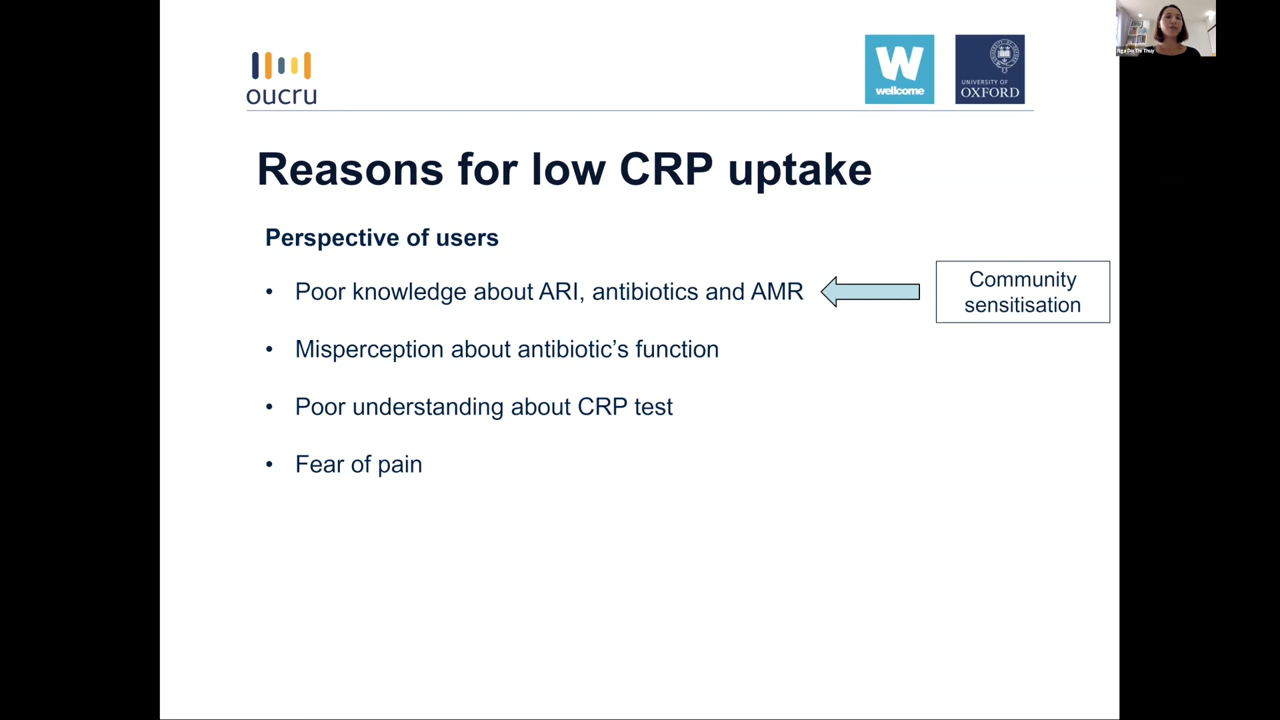 oucru
W
wellcome
UNIVERSITY OF
OXFORD
Reasons for low CRP uptake
Perspective of users
• Poor knowledge about ARI, antibiotics and AMR
Community
sensitisation
• Misperception about antibiotic’s function
• Poor understanding about CRP test
• Fear of pain